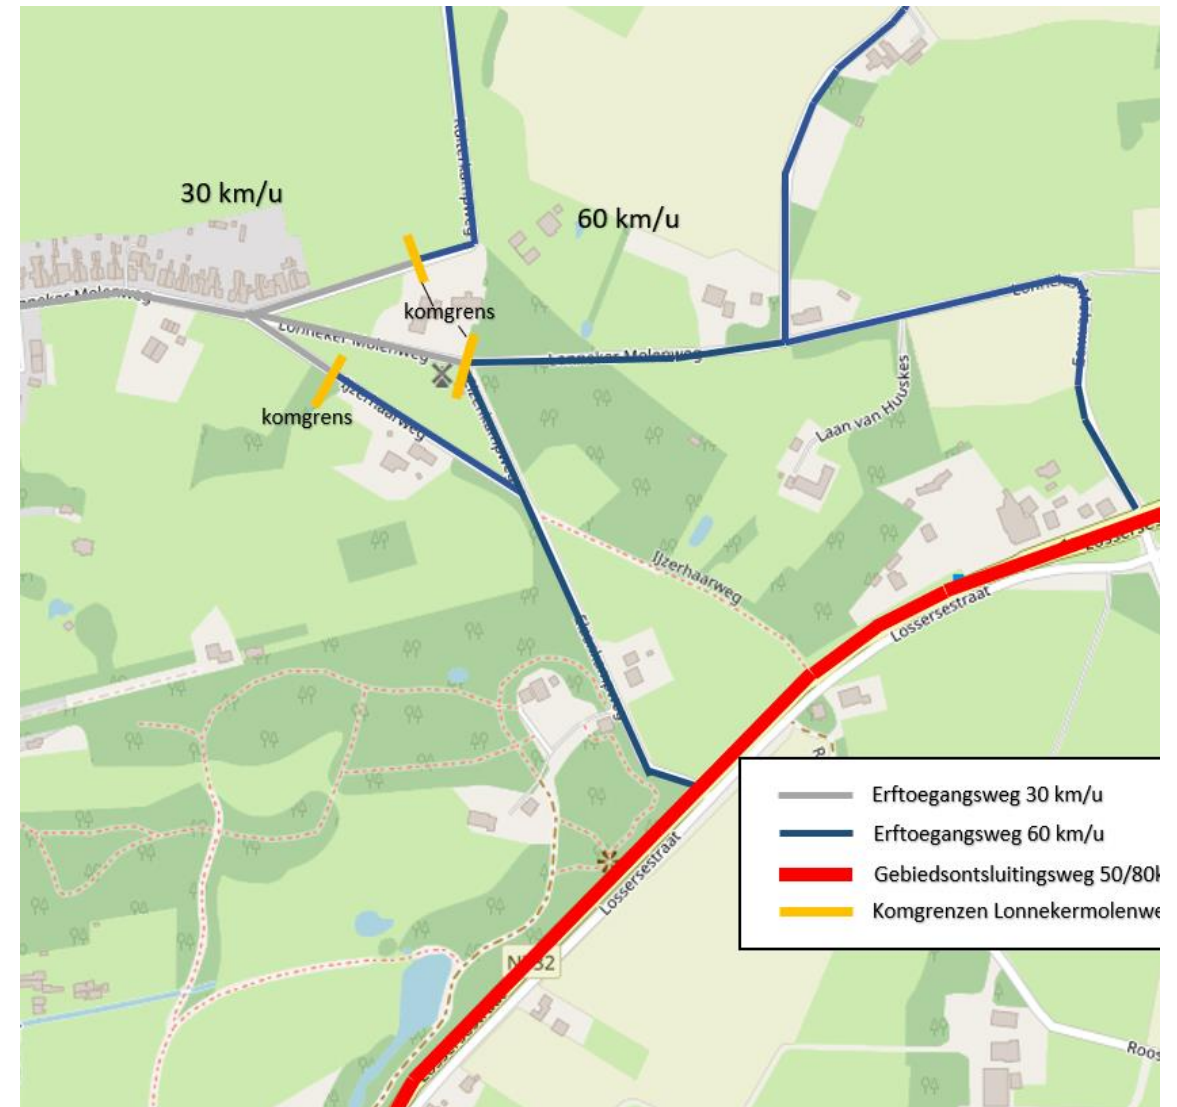 30 km/u
60 km/u
komgrens
Lonneker Molenweg
Lonneker Molenweg
komgrens
IJzerhaarweg
Laan van Huuskes
IJzerhaarweg
Lossersestraat
Lossersestraat
Erftoegangsweg 30 km/u
Erftoegangsweg 60 km/u
Gebiedsontsluitingsweg 50/80k
Komgrenzen Lonnekermolenwe
Roos